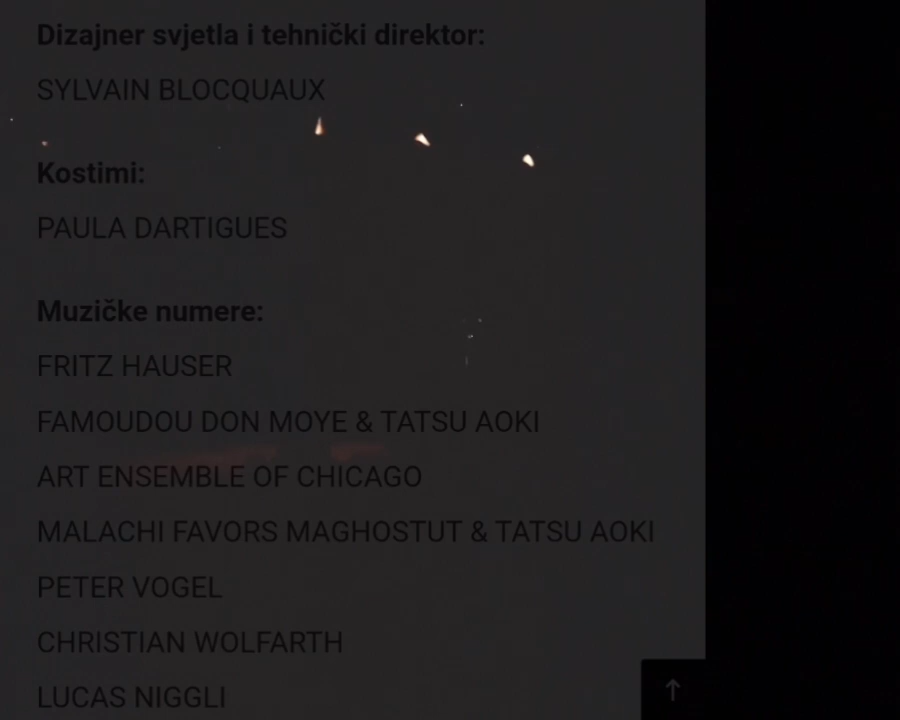 Dizajner svjetla i tehnički direktor:
SYLVAIN BLOCQUAUX
Kostimi:
PAULA DARTIGUES
Muzičke numere:
FRITZ HAUSER
FAMOUDOU DON MOYE & TATSU AOKI
ART ENSEMBLE OF CHICAGO
MALACHI FAVORS MAGHOSTUT & TATSU AOKI
PETER VOGEL
CHRISTIAN WOLFARTH
LUCAS NIGGLI